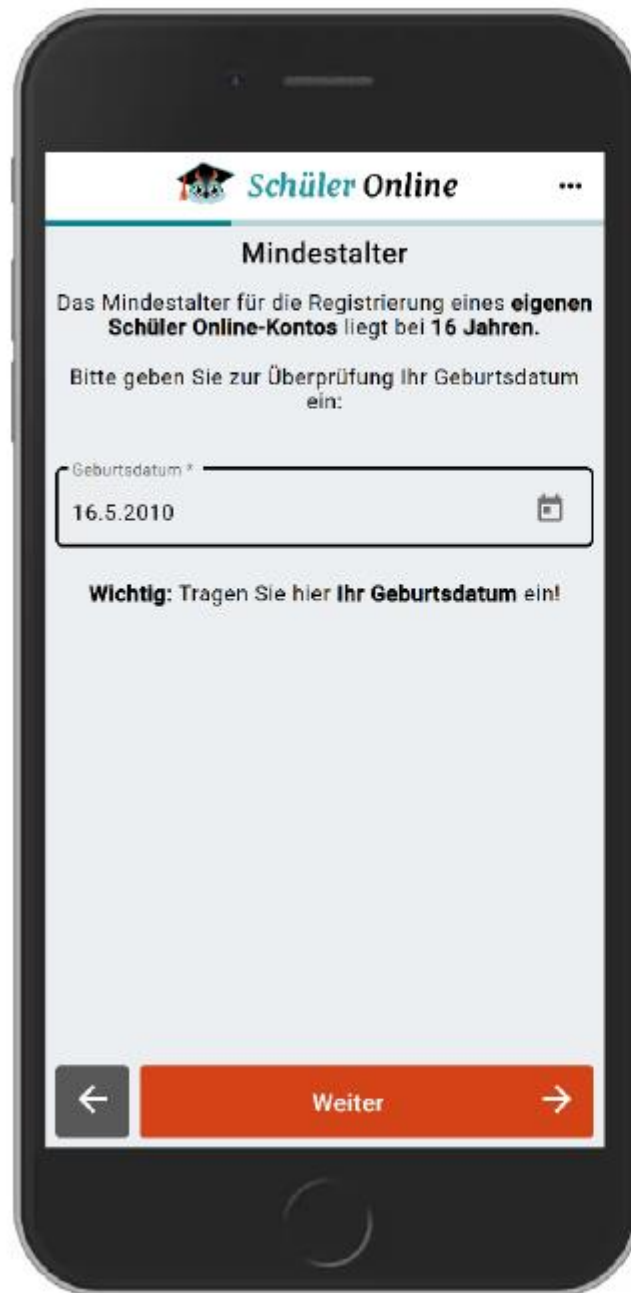 Schüler Online
Mindestalter
Das Mindestalter für die Registrierung eines eigenen
Schüler Online-Kontos liegt bei 16 Jahren.
Bitte geben Sie zur Überprüfung Ihr Geburtsdatum
ein:
Geburtsdatum *
16.5.2010
Wichtig: Tragen Sie hier Ihr Geburtsdatum ein!
Weiter